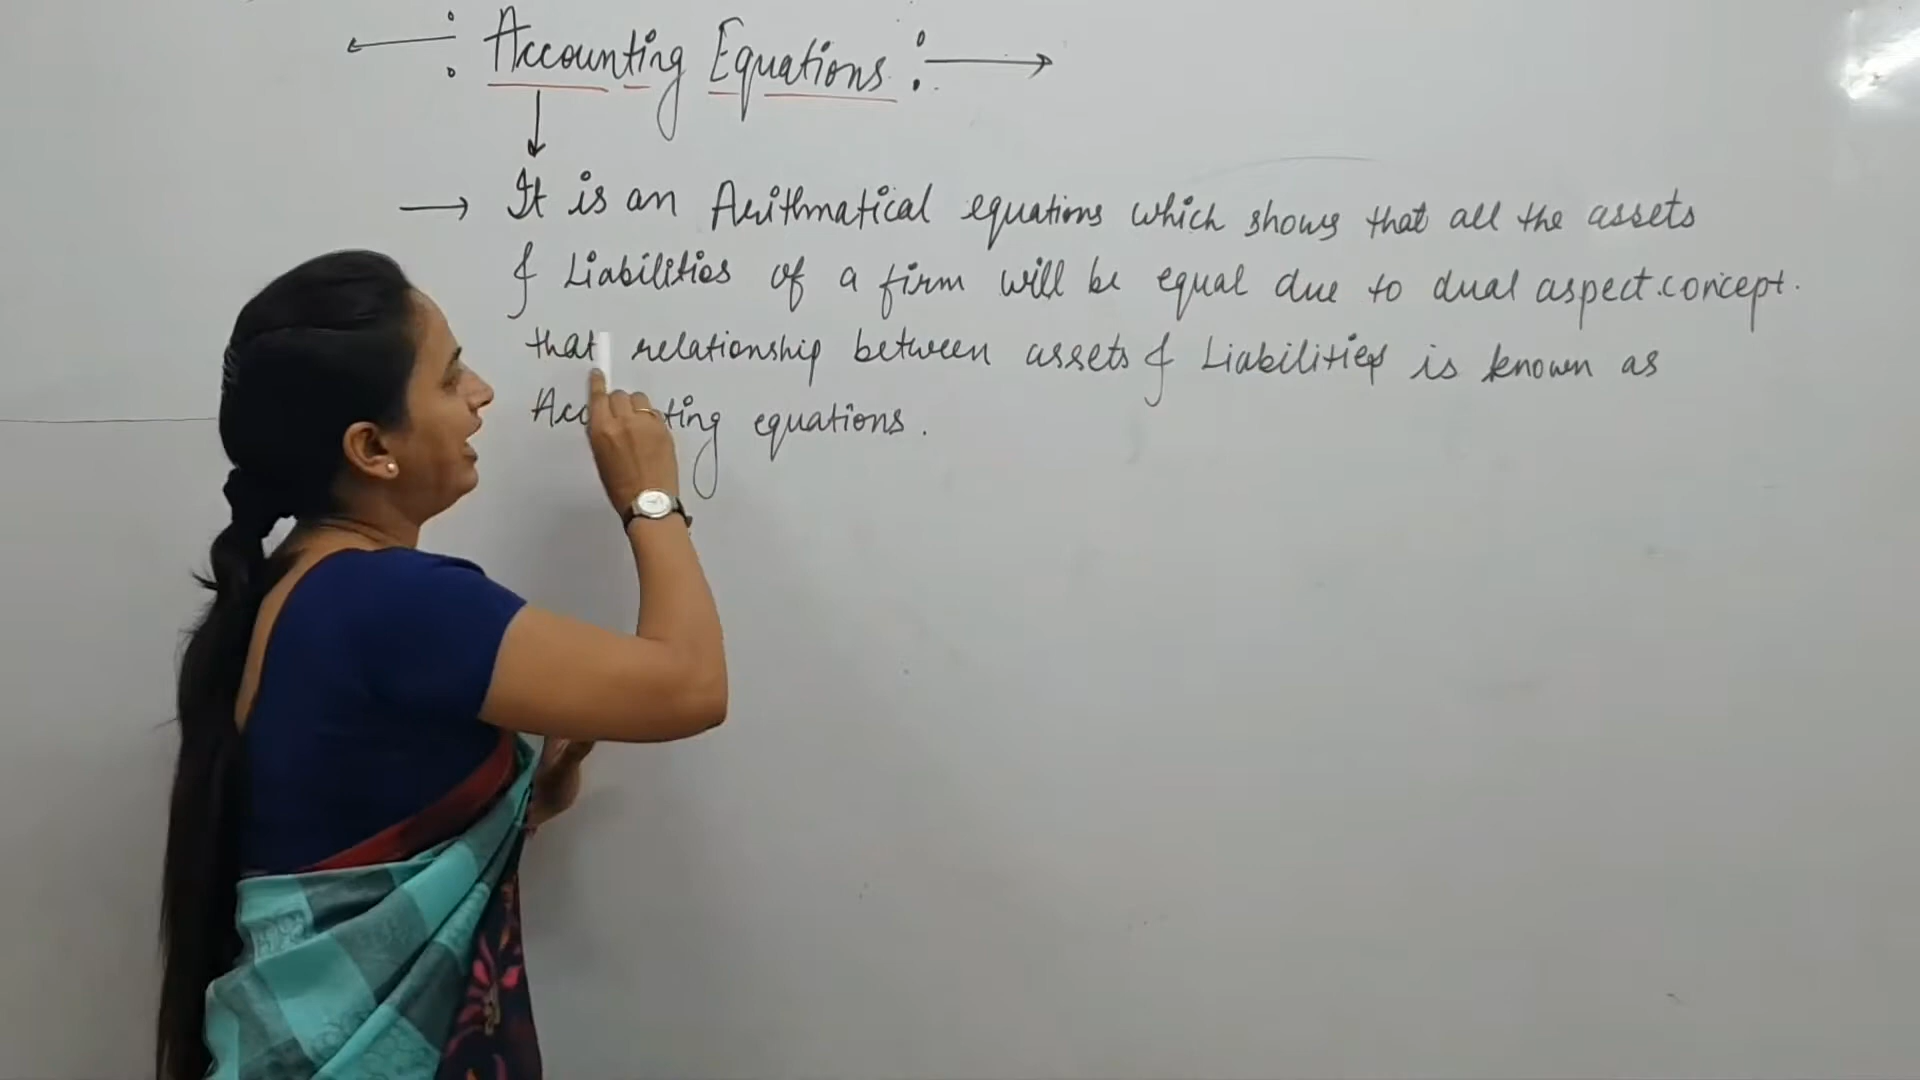 : Accounting Equations :
→ It is an Arithmatical equations which shows that all the assets
& Liabilities of a firm will be equal due to dual aspect concept.
that relationship between assets & Liabilities is known as
equations.